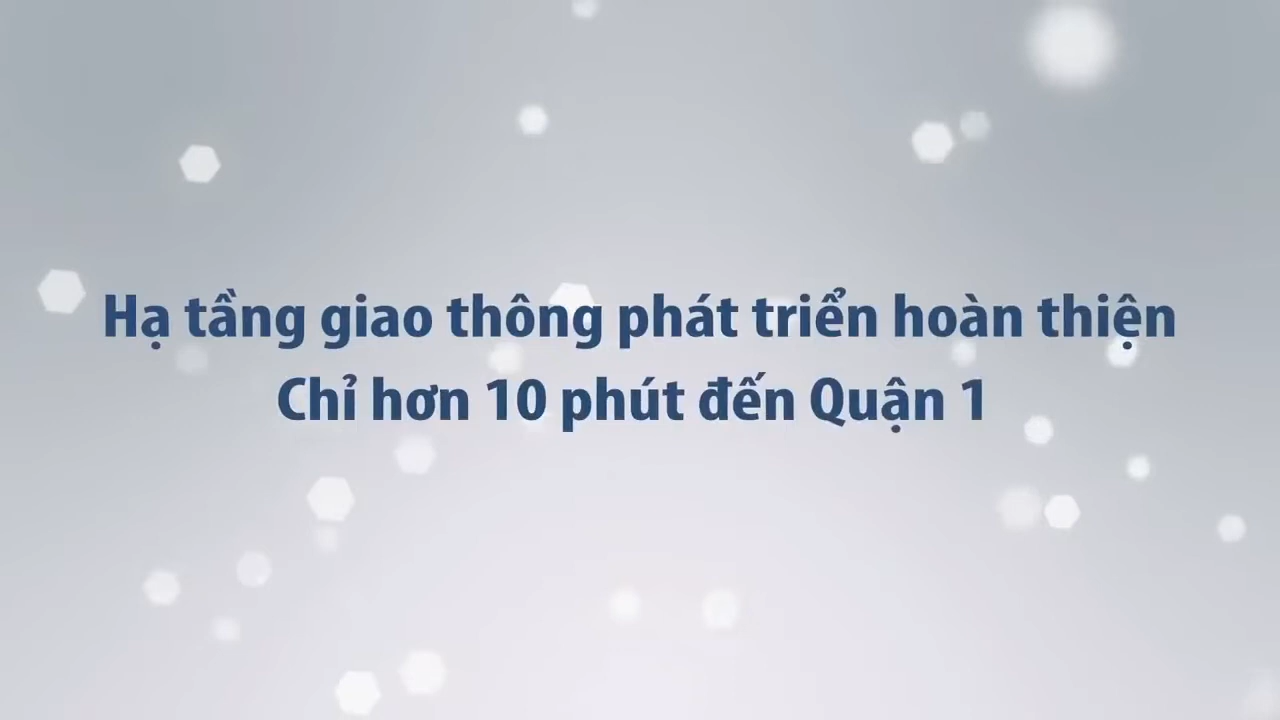 Hạ tầng giao thông phát triển hoàn thiện
Chỉ hơn 10 phút đến Quận 1